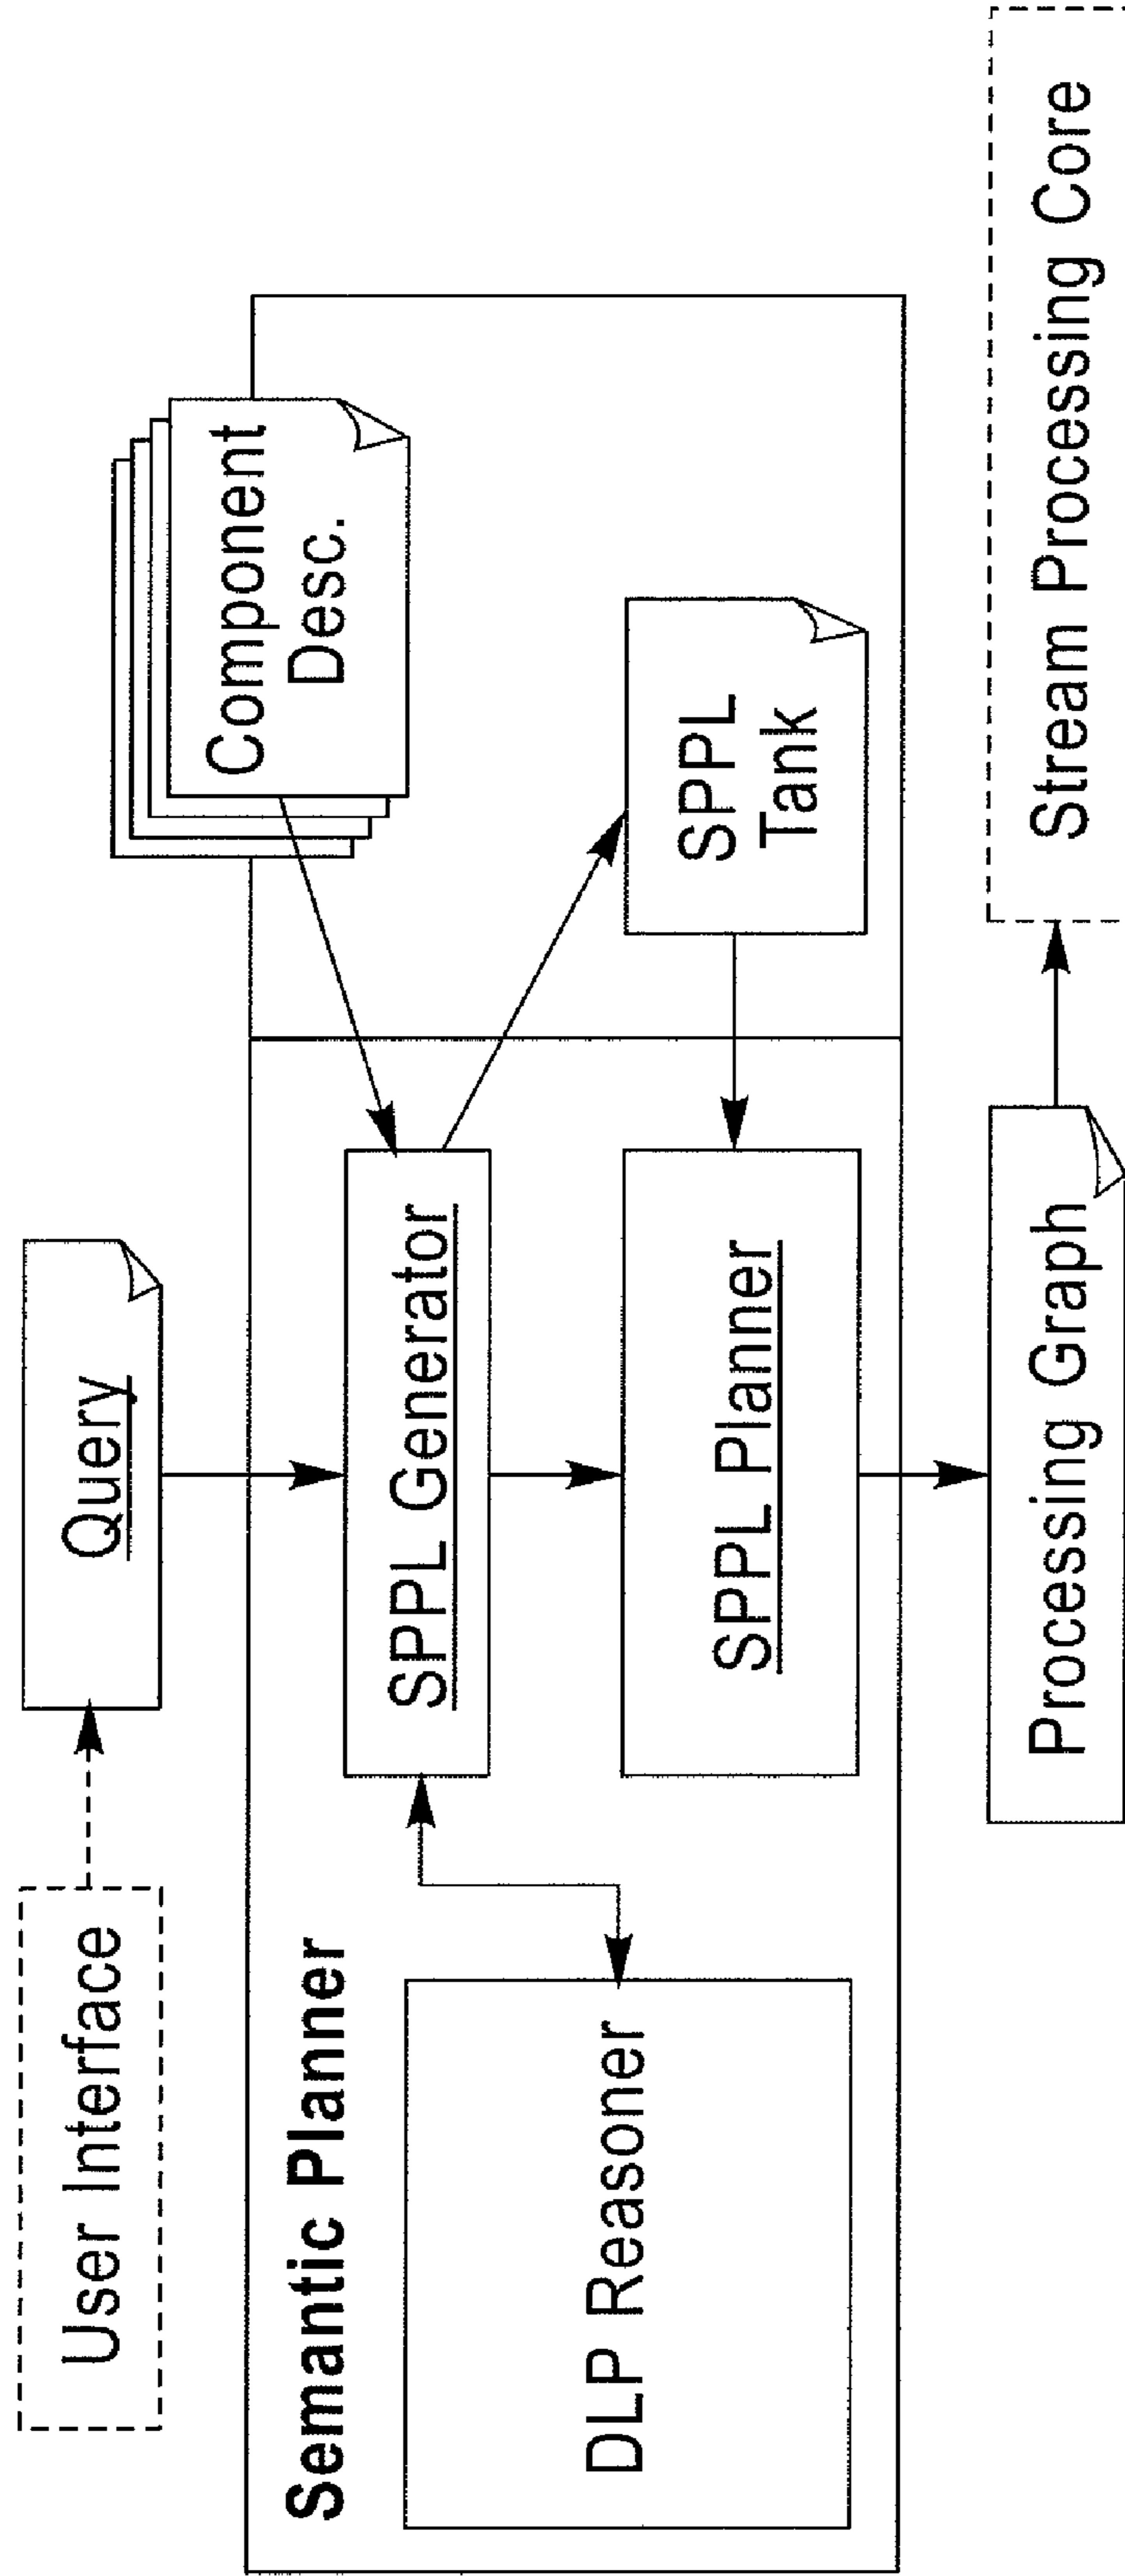 User Interface
Query
Semantic Planner
Component
Desc.
SPPL Generator
DLP Reasoner
SPPL Planner
SPPL
Tank
Processing Graph
Stream Processing Core